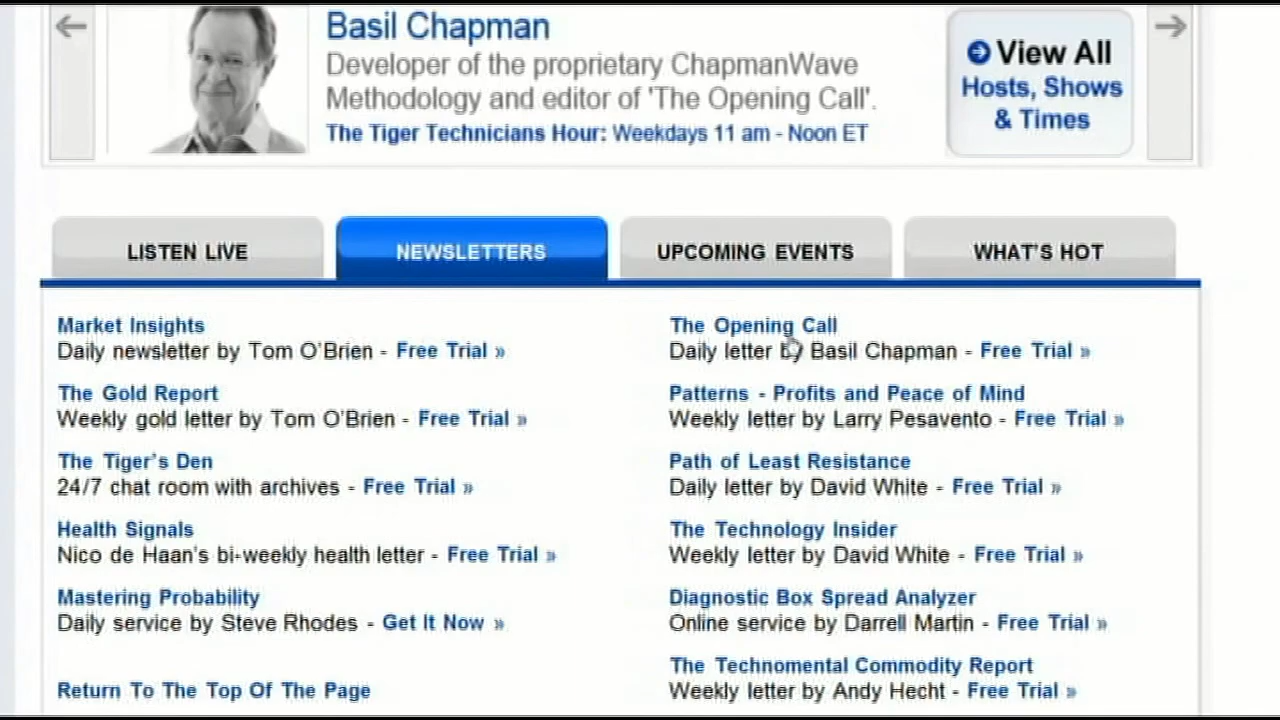 Basil Chapman
Developer of the proprietary ChapmanWave
Methodology and editor of 'The Opening Call'.
The Tiger Technicians Hour: Weekdays 11 am - Noon ET
View All
Hosts, Shows
& Times
LISTEN LIVE
NEWSLETTERS
UPCOMING EVENTS
WHAT'S HOT
Market Insights
Daily newsletter by Tom O'Brien - Free Trial »
The Gold Report
Weekly gold letter by Tom O'Brien - Free Trial »
The Tiger's Den
24/7 chat room with archives - Free Trial »
Health Signals
Nico de Haan's bi-weekly health letter - Free Trial »
Mastering Probability
Daily service by Steve Rhodes - Get It Now »
Return To The Top Of The Page
The Opening Call
Daily letter by Basil Chapman - Free Trial »
Patterns - Profits and Peace of Mind
Weekly letter by Larry Pesavento - Free Trial »
Path of Least Resistance
Daily letter by David White - Free Trial »
The Technology Insider
Weekly letter by David White - Free Trial »
Diagnostic Box Spread Analyzer
Online service by Darrell Martin - Free Trial »
The Technomental Commodity Report
Weekly letter by Andy Hecht - Free Trial »